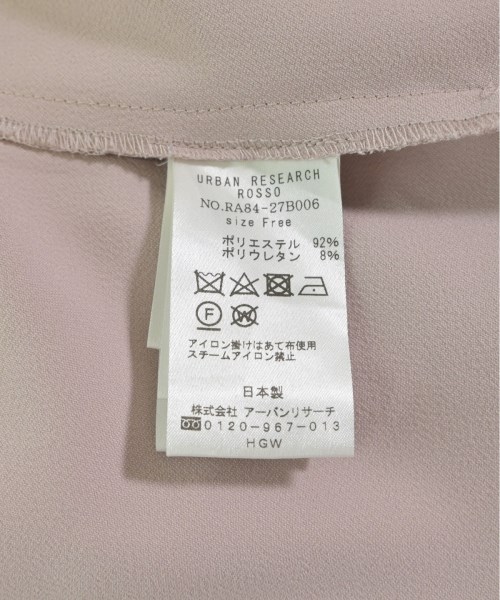 URBAN RESEARCH
ROSSO
NO.RA84-27B006
size Free
ポリエステル 92%
ポリウレタン 8%
F W
アイロン掛けはあて布使用
スチームアイロン禁止
日本製
株式会社 アーバンリサーチ
0120-967-013
HGW